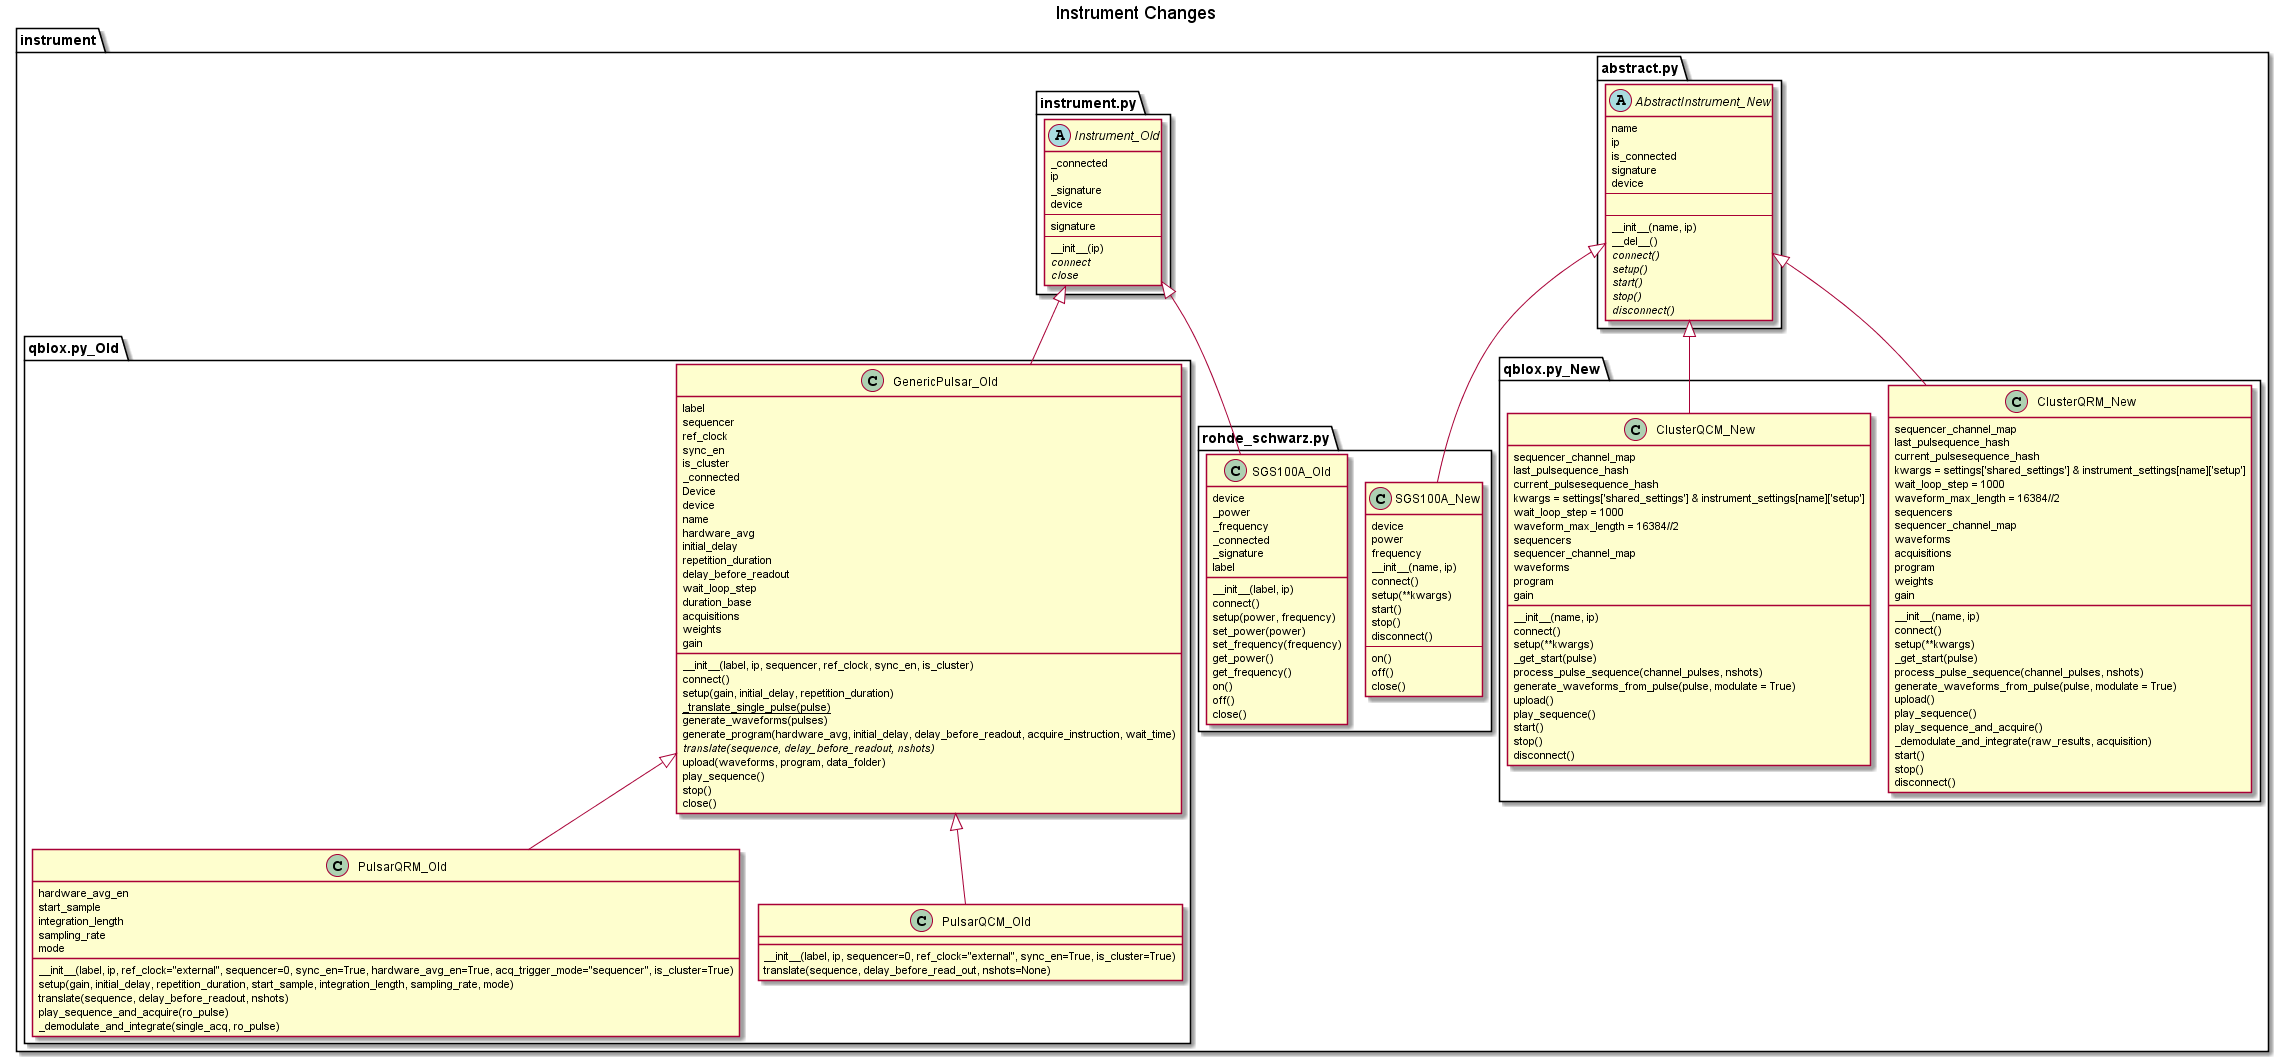 Instrument Changes
instrument
instrument.py
A Instrument_Old
_connected
ip
_signature
device
signature
__init__(ip)
connect
close
abstract.py
A AbstractInstrument_New
name
ip
is_connected
signature
device
__init__(name, ip)
__del__()
connect()
setup()
start()
stop()
disconnect()
qblox.py_Old
C GenericPulsar_Old
label
sequencer
ref_clock
sync_en
is_cluster
_connected
Device
device
name
hardware_avg
initial_delay
repetition_duration
delay_before_readout
wait_loop_step
duration_base
acquisitions
weights
gain
__init__(label, ip, sequencer, ref_clock, sync_en, is_cluster)
connect()
setup(gain, initial_delay, repetition_duration)
_translate_single_pulse(pulse)
generate_waveforms(pulses)
generate_program(hardware_avg, initial_delay, delay_before_readout, acquire_instruction, wait_time)
translate(sequence, delay_before_readout, nshots)
upload(waveforms, program, data_folder)
play_sequence()
stop()
close()
C PulsarQRM_Old
hardware_avg_en
start_sample
integration_length
sampling_rate
mode
__init__(label, ip, ref_clock="external", sequencer=0, sync_en=True, hardware_avg_en=True, acq_trigger_mode="sequencer", is_cluster=True)
setup(gain, initial_delay, repetition_duration, start_sample, integration_length, sampling_rate, mode)
translate(sequence, delay_before_readout, nshots)
play_sequence_and_acquire(ro_pulse)
_demodulate_and_integrate(single_acq, ro_pulse)
C PulsarQCM_Old
__init__(label, ip, sequencer=0, ref_clock="external", sync_en=True, is_cluster=True)
translate(sequence, delay_before_read_out, nshots=None)
rohde_schwarz.py
C SGS100A_Old
device
_power
_frequency
_connected
_signature
label
__init__(label, ip)
connect()
setup(power, frequency)
set_power(power)
set_frequency(frequency)
get_power()
get_frequency()
on()
off()
close()
C SGS100A_New
device
power
frequency
__init__(name, ip)
connect()
setup(**kwargs)
start()
stop()
disconnect()
on()
off()
close()
qblox.py_New
C ClusterQCM_New
sequencer_channel_map
last_pulsequence_hash
current_pulsesequence_hash
kwargs = settings['shared_settings'] & instrument_settings[name]['setup']
wait_loop_step = 1000
waveform_max_length = 16384//2
sequencers
sequencer_channel_map
waveforms
program
gain
__init__(name, ip)
connect()
setup(**kwargs)
_get_start(pulse)
process_pulse_sequence(channel_pulses, nshots)
generate_waveforms_from_pulse(pulse, modulate = True)
upload()
play_sequence()
start()
stop()
disconnect()
C ClusterQRM_New
sequencer_channel_map
last_pulsequence_hash
current_pulsesequence_hash
kwargs = settings['shared_settings'] & instrument_settings[name]['setup']
wait_loop_step = 1000
waveform_max_length = 16384//2
sequencers
sequencer_channel_map
waveforms
acquisitions
program
weights
gain
__init__(name, ip)
connect()
setup(**kwargs)
_get_start(pulse)
process_pulse_sequence(channel_pulses, nshots)
generate_waveforms_from_pulse(pulse, modulate = True)
upload()
play_sequence()
play_sequence_and_acquire()
_demodulate_and_integrate(raw_results, acquisition)
start()
stop()
disconnect()